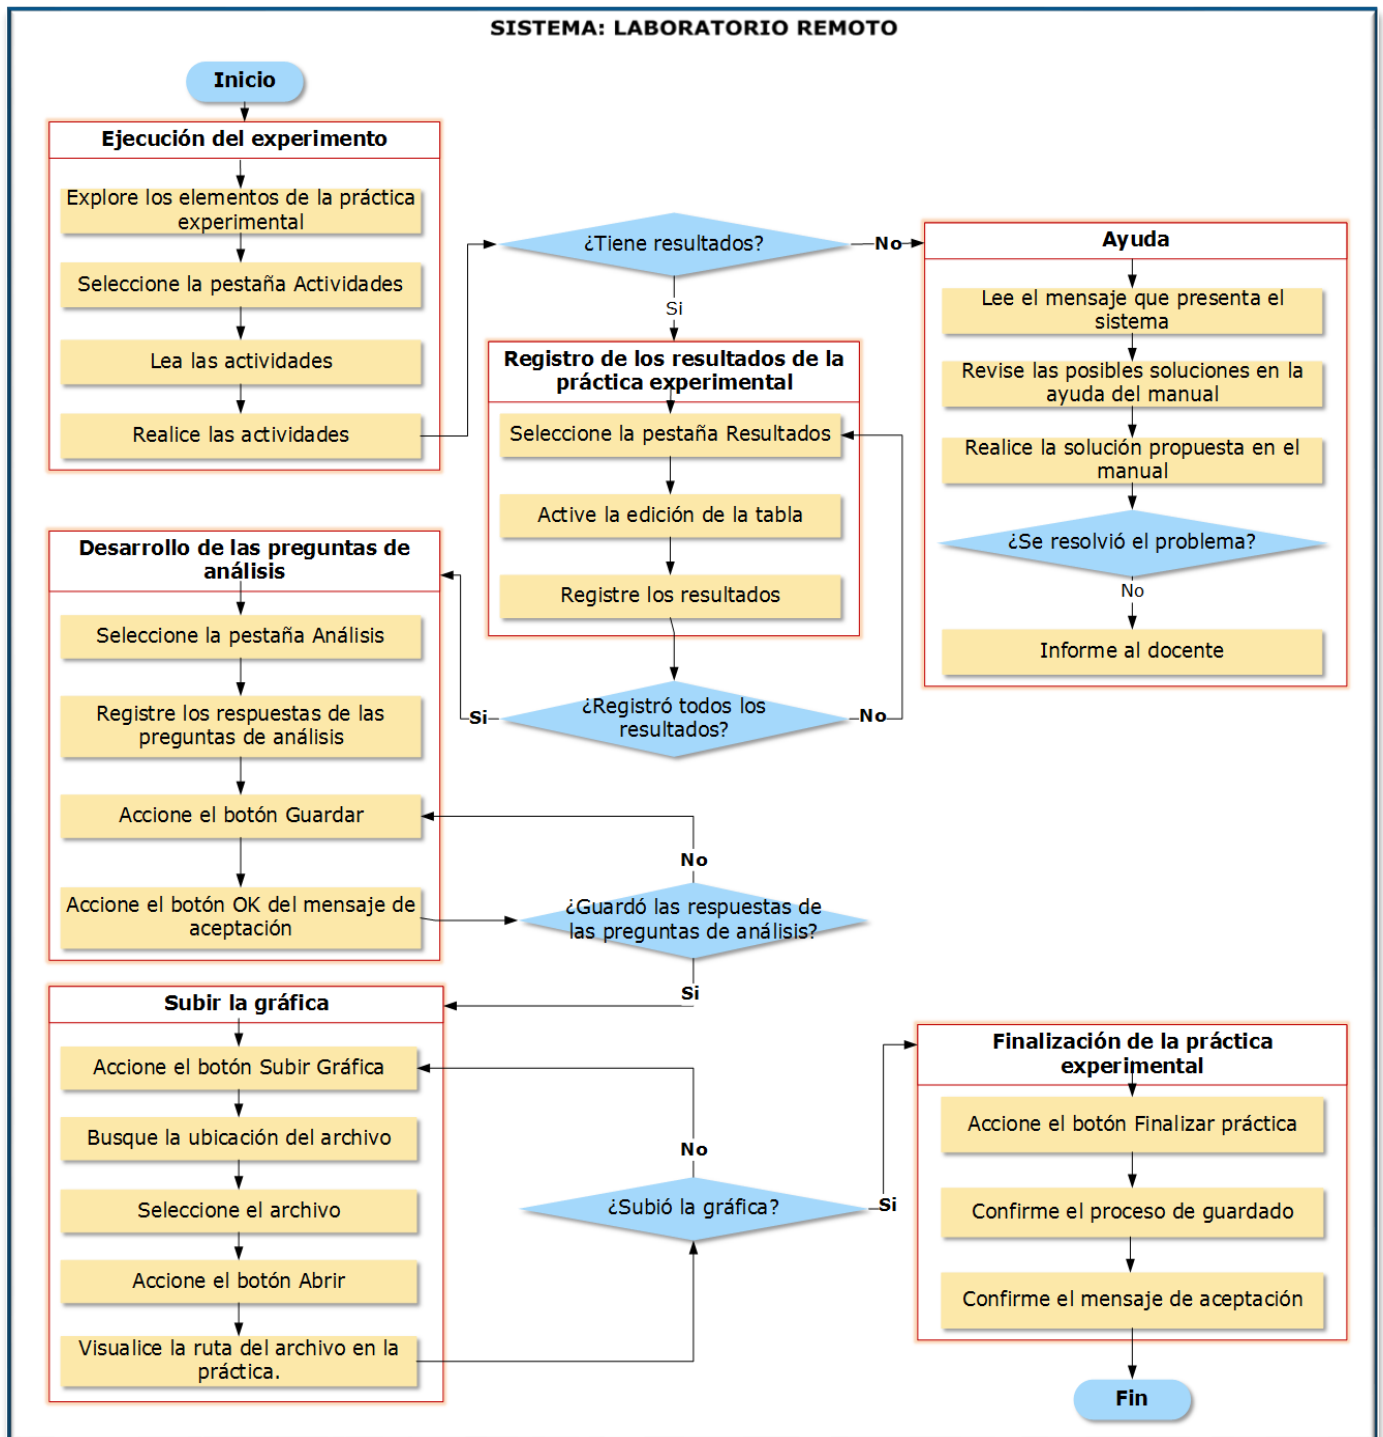 SISTEMA: LABORATORIO REMOTO
Inicio
Ejecución del experimento
Explore los elementos de la práctica
experimental
Seleccione la pestaña Actividades
Lea las actividades
Realice las actividades
¿Tiene resultados?
No
Si
Ayuda
Lee el mensaje que presenta el
sistema
Revise las posibles soluciones en la
ayuda del manual
Realice la solución propuesta en el
manual
¿Se resolvió el problema?
No
Informe al docente
Registro de los resultados de la
práctica experimental
Seleccione la pestaña Resultados
Active la edición de la tabla
Registre los resultados
¿Registró todos los
resultados?
Si
No
Desarrollo de las preguntas de
análisis
Seleccione la pestaña Análisis
Registre los respuestas de las
preguntas de análisis
Accione el botón Guardar
Accione el botón OK del mensaje de
aceptación
No
¿Guardó las respuestas de
las preguntas de análisis?
Si
Subir la gráfica
Accione el botón Subir Gráfica
Busque la ubicación del archivo
Seleccione el archivo
Accione el botón Abrir
Visualice la ruta del archivo en la
práctica.
No
¿Subió la gráfica?
Si
Finalización de la práctica
experimental
Accione el botón Finalizar práctica
Confirme el proceso de guardado
Confirme el mensaje de aceptación
Fin